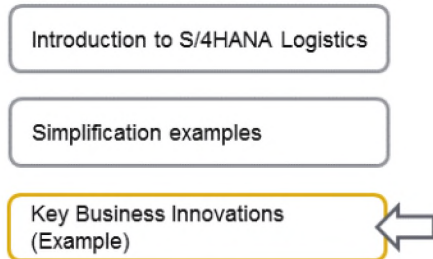 Introduction to S/4HANA Logistics
Simplification examples
Key Business Innovations
(Example)